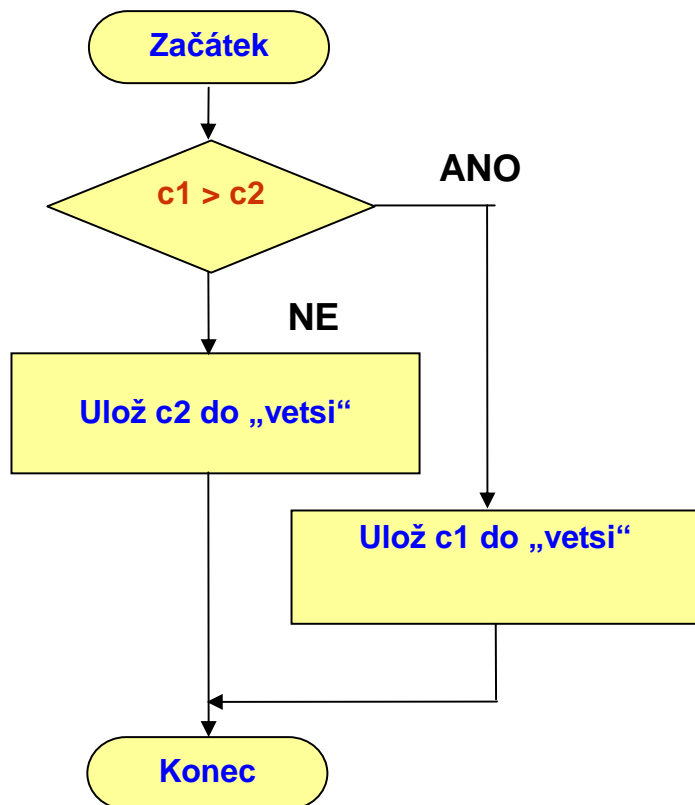 Začátek
c1 > c2
ANO
NE
Ulož c2 do „vetsi“
Ulož c1 do „vetsi“
Konec